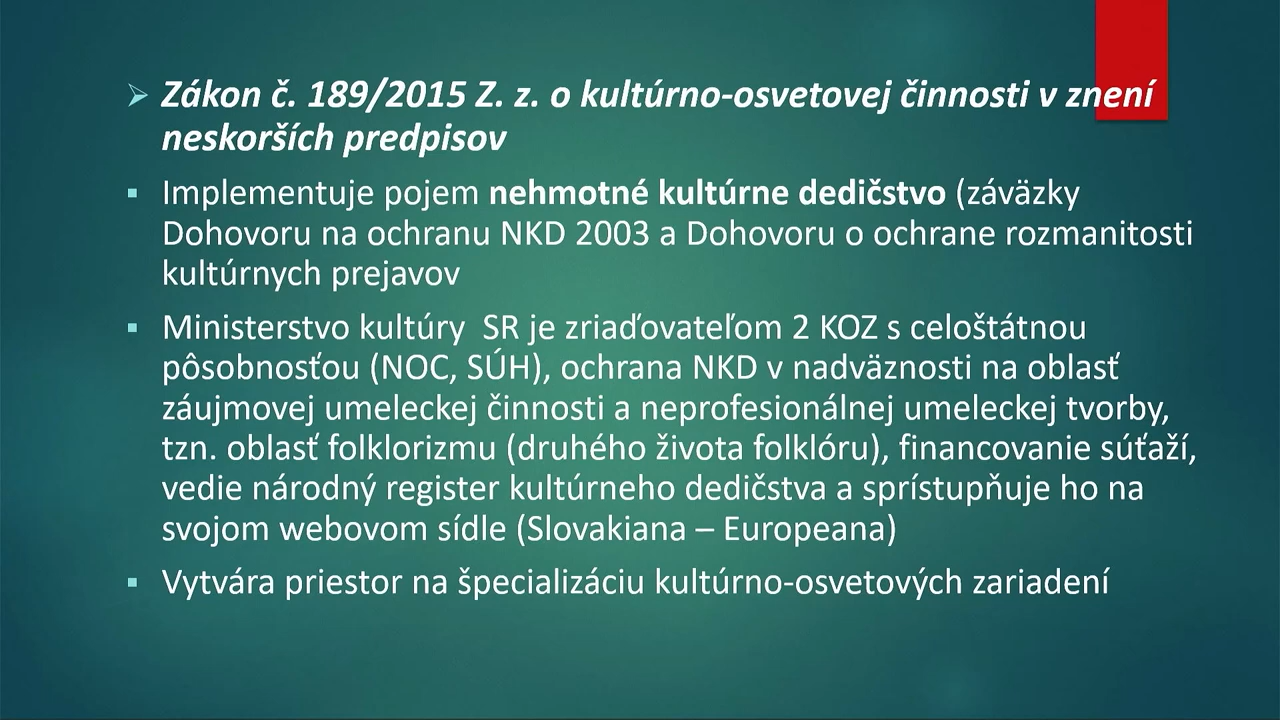 Zákon č. 189/2015 Z. z. o kultúrno-osvetovej činnosti v znení
neskorších predpisov
Implementuje pojem nehmotné kultúrne dedičstvo (záväzky
Dohovoru na ochranu NKD 2003 a Dohovoru o ochrane rozmanitosti
kultúrnych prejavov
Ministerstvo kultúry  SR je zriaďovateľom 2 KOZ s celoštátnou
pôsobnosťou (NOC, SÚH), ochrana NKD v nadväznosti na oblasť
záujmovej umeleckej činnosti a neprofesionálnej umeleckej tvorby,
tzn. oblasť folklorizmu (druhého života folklóru), financovanie súťaží,
vedie národný register kultúrneho dedičstva a sprístupňuje ho na
svojom webovom sídle (Slovakiana – Europeana)
Vytvára priestor na špecializáciu kultúrno-osvetových zariadení